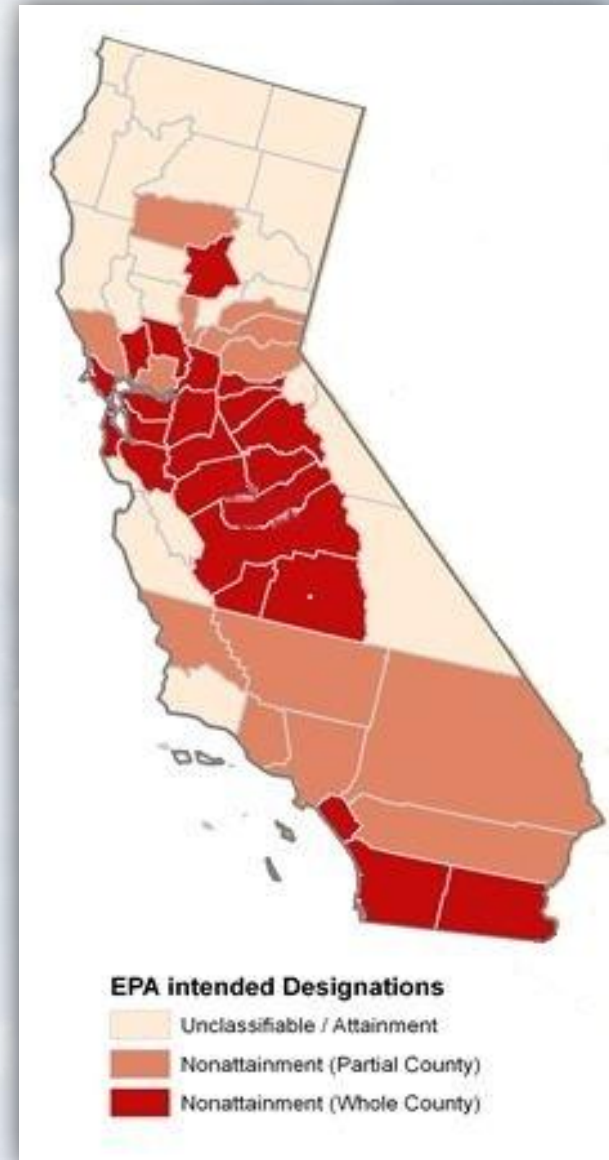 EPA intended Designations
Unclassifiable / Attainment
Nonattainment (Partial County)
Nonattainment (Whole County)